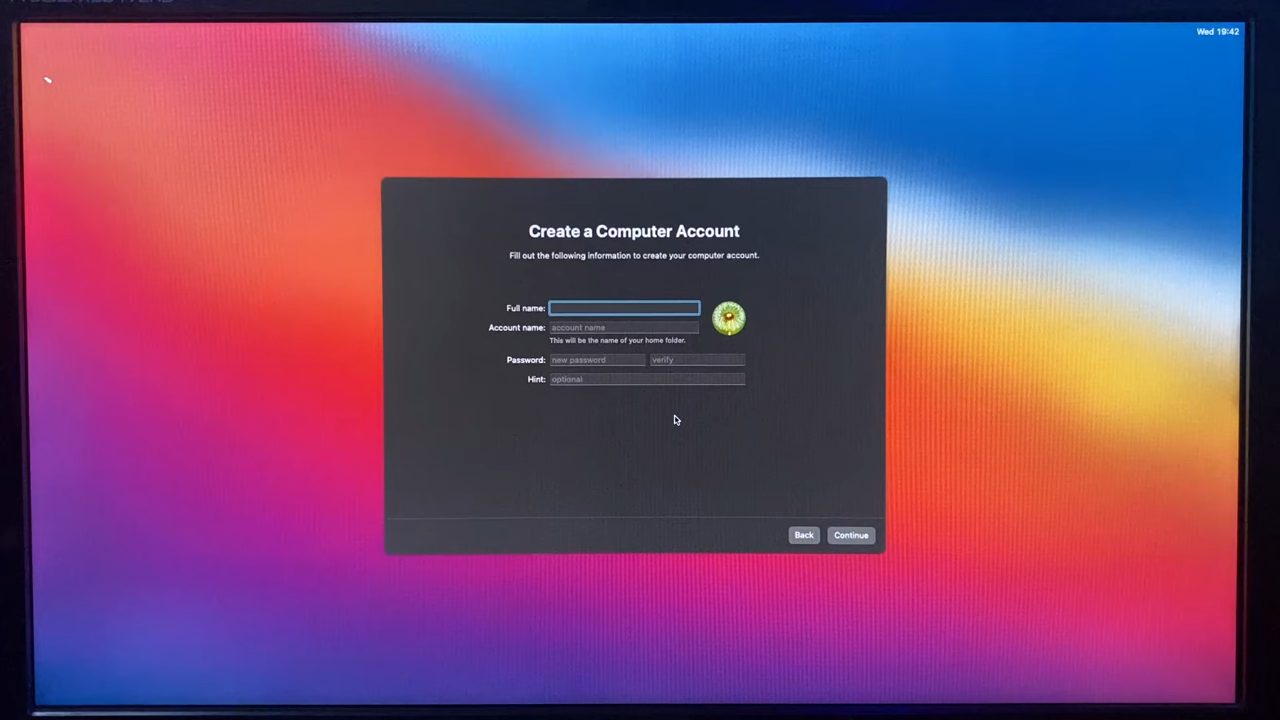 Wed 19:42
Create a Computer Account
Fill out the following information to create your computer account.
Full name:
Account name: account name
This will be the name of your home folder.
Password: new password verify
Hint: optional
Back Continue